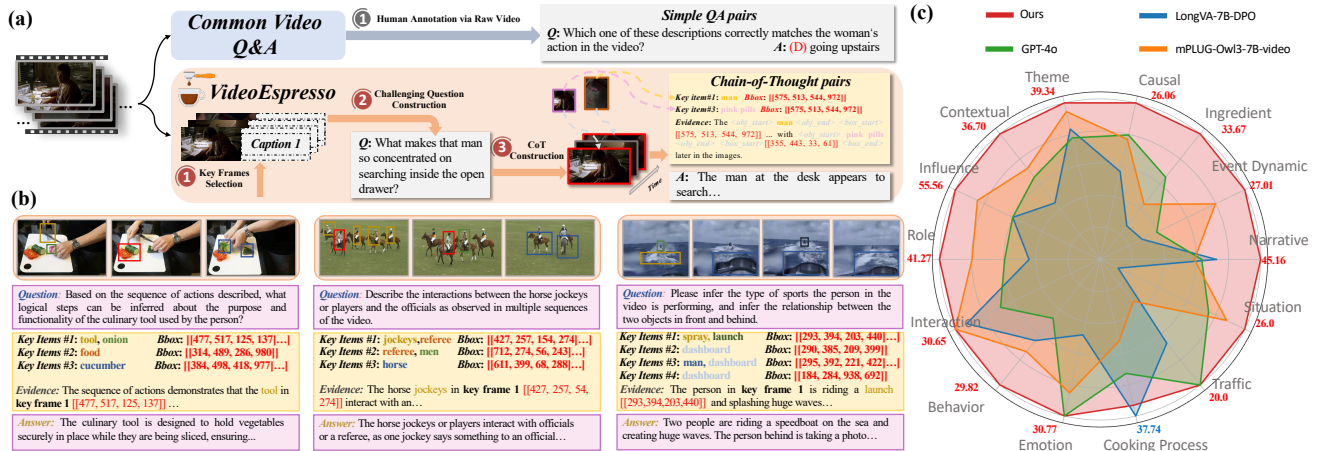 (a)
Common Video
Q&A
1 Human Annotation via Raw Video
Simple QA pairs
Q: Which one of these descriptions correctly matches the woman's
action in the video? A: (D) going upstairs
VideoEspresso
Caption 1
1 Key Frames
Selection
2 Challenging Question
Construction
Q: What makes that man
so concentrated on
searching inside the open
drawer?
3 CoT
Construction
Time
Chain-of-Thought pairs
Key item#1: man Bbox: [[575, 513, 544, 972]]
Key item#3: pink pills Bbox: [[575, 513, 544, 972]]
Evidence: The <obj_start> man <obj_end> <box_start>
[[575, 513, 544, 972]] ... with <obj_start> pink pills
<obj_end> <box_start>[[355, 443, 33, 61]]<box_end>
later in the images.
A: The man at the desk appears to
search…
(b)
Question: Based on the sequence of actions described, what
logical steps can be inferred about the purpose and
functionality of the culinary tool used by the person?
Key Items #1: tool, onion Bbox: [[477, 517, 125, 137]…]
Key Items #2: food Bbox: [[314, 489, 286, 980]…]
Key Items #3: cucumber Bbox: [[384, 498, 418, 977]…]
Evidence: The sequence of actions demonstrates that the tool in
key frame 1 [[477, 517, 125, 137]] …
Answer: The culinary tool is designed to hold vegetables
securely in place while they are being sliced, ensuring...
Question: Describe the interactions between the horse jockeys
or players and the officials as observed in multiple sequences
of the video.
Key Items #1: jockeys,referee Bbox: [[427, 257, 154, 274]…]
Key Items #2: referee, men Bbox: [[712, 274, 56, 243]…]
Key Items #3: horse Bbox: [[611, 399, 68, 288]…]
Evidence: The horse jockeys in key frame 1 [[427, 257, 54,
274]] interact with an…
Answer: The horse jockeys or players interact with officials
or a referee, as one jockey says something to an official…
Question: Please infer the type of sports the person in the
video is performing, and infer the relationship between the
two objects in front and behind.
Key Items #1: spray, launch Bbox: [[293, 394, 203, 440]…]
Key Items #2: dashboard Bbox: [[290, 385, 209, 399]]
Key Items #3: man, dashboard Bbox: [[295, 392, 221, 422]…]
Key Items #4: dashboard Bbox: [[184, 284, 938, 692]]
Evidence: The person in key frame 1 is riding a launch
[[293,394,203,440]] and splashing huge waves…
Answer: Two people are riding a speedboat on the sea and
creating huge waves. The person behind is taking a photo…
(c)
Ours
LongVA-7B-DPO
GPT-4o
mPLUG-Owl3-7B-video
Theme
39.34
Causal
26.06
Contextual
36.70
Ingredient
33.67
Influence
55.56
Event Dynamic
27.01
Role
41.27
Narrative
45.16
Interaction
30.65
Situation
26.0
Behavior
29.82
Traffic
20.0
Emotion
30.77
Cooking Process
37.74